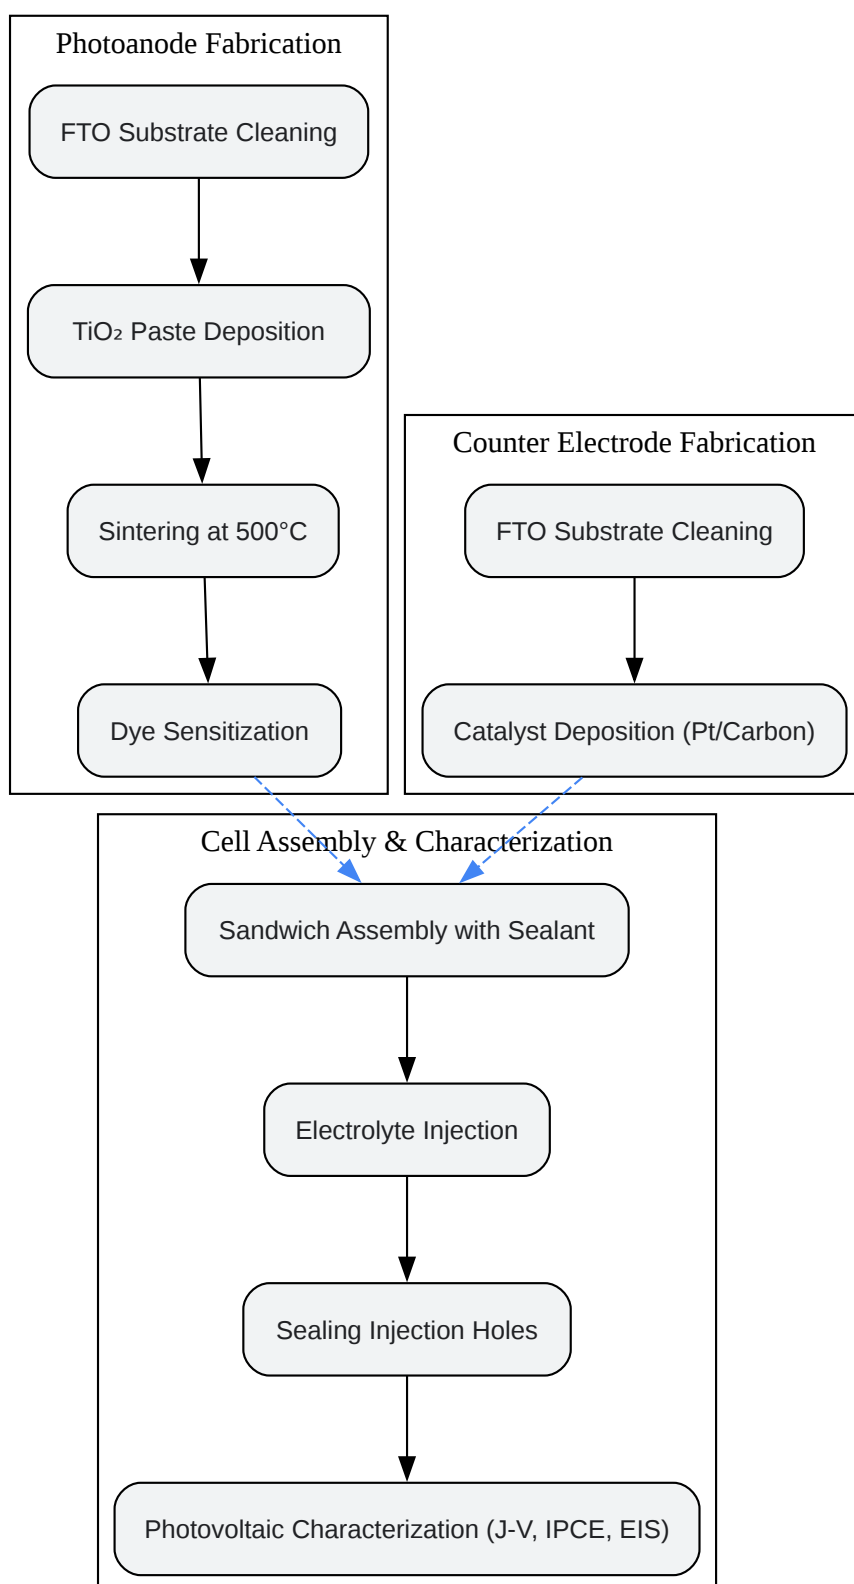 Photoanode Fabrication
FTO Substrate Cleaning
TiO₂ Paste Deposition
Sintering at 500°C
Dye Sensitization
Counter Electrode Fabrication
FTO Substrate Cleaning
Catalyst Deposition (Pt/Carbon)
Cell Assembly & Characterization
Sandwich Assembly with Sealant
Electrolyte Injection
Sealing Injection Holes
Photovoltaic Characterization (J-V, IPCE, EIS)